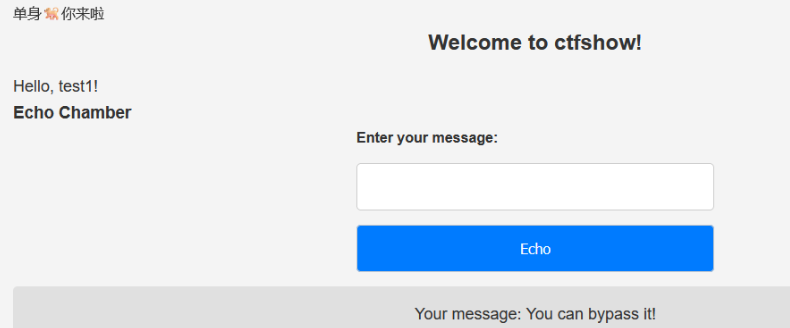 单身🐕你来啦
Welcome to ctfshow!
Hello, test1!
Echo Chamber
Enter your message:
Echo
Your message: You can bypass it!